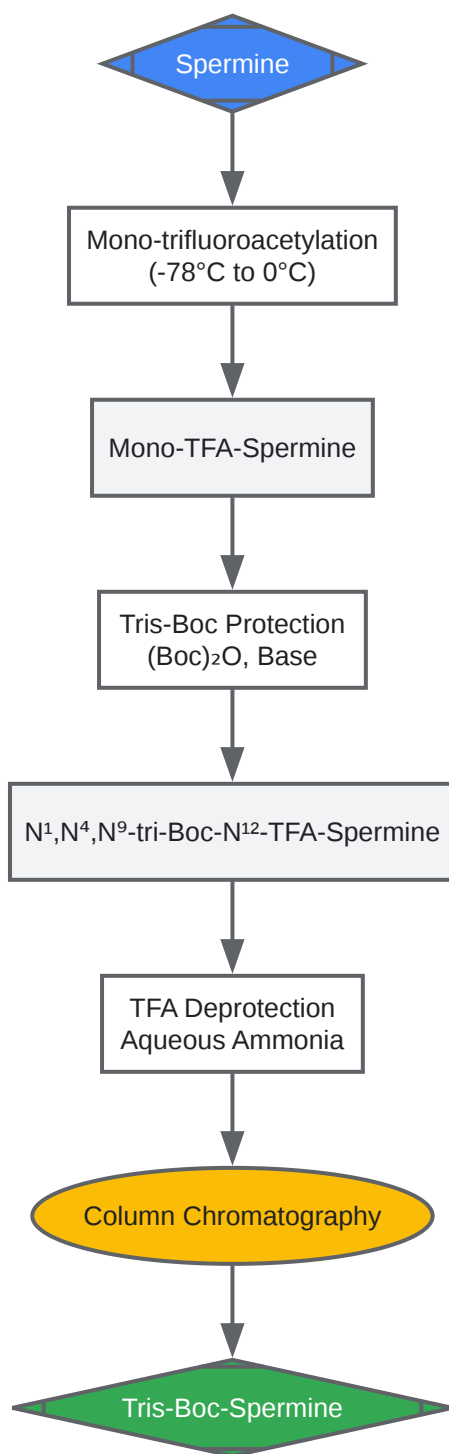 Spermine
Mono-trifluoroacetylation
(-78°C to 0°C)
Mono-TFA-Spermine
Tris-Boc Protection
(Boc)₂O, Base
N¹,N⁴,N⁹-tri-Boc-N¹²-TFA-Spermine
TFA Deprotection
Aqueous Ammonia
Column Chromatography
Tris-Boc-Spermine